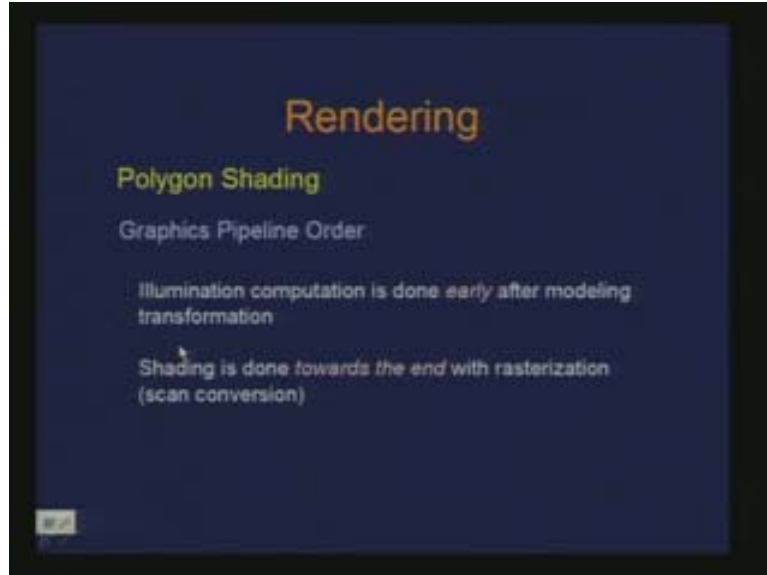 Rendering
Polygon Shading
Graphics Pipeline Order
Illumination computation is done early after modeling
transformation
Shading is done towards the end with rasterization
(scan conversion)